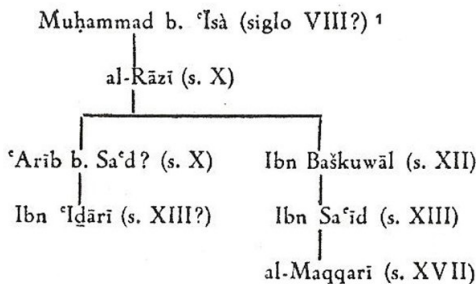 Muḥammad b. ʿĪsà (siglo VIII?) ¹
al-Rāzī (s. X)
ʿArīb b. Saʿd? (s. X) Ibn Baškuwāl (s. XII)
Ibn ʿIḏārī (s. XIII?) Ibn Saʿīd (s. XIII)
al-Maqqarī (s. XVII)